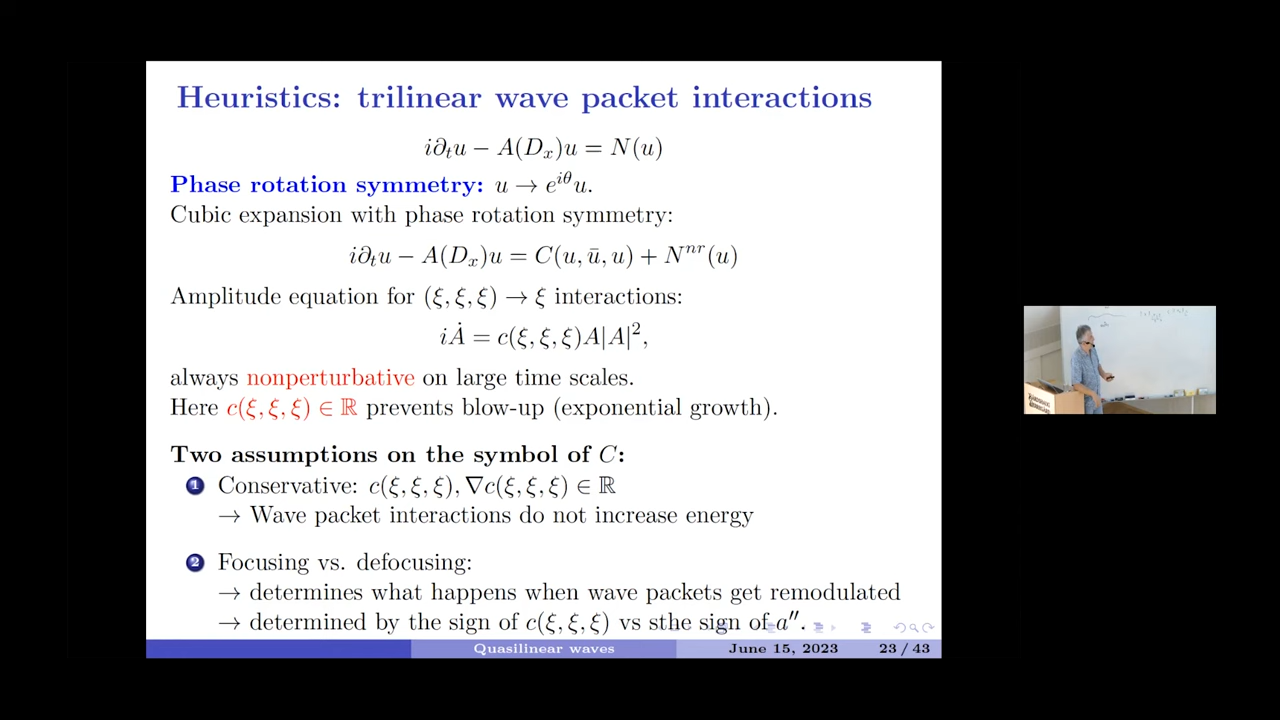 Heuristics: trilinear wave packet interactions
i∂ₜu − A(Dₓ)u = N(u)
Phase rotation symmetry: u → e^{iθ}u.
Cubic expansion with phase rotation symmetry:
i∂ₜu − A(Dₓ)u = C(u, ū, u) + N^{nr}(u)
Amplitude equation for (ξ, ξ, ξ) → ξ interactions:
iȦ = c(ξ, ξ, ξ)A|A|²,
always nonperturbative on large time scales.
Here c(ξ, ξ, ξ) ∈ ℝ prevents blow-up (exponential growth).
Two assumptions on the symbol of C:
1 Conservative: c(ξ, ξ, ξ), ∇c(ξ, ξ, ξ) ∈ ℝ
→ Wave packet interactions do not increase energy
2 Focusing vs. defocusing:
→ determines what happens when wave packets get remodulated
→ determined by the sign of c(ξ, ξ, ξ) vs sthe sign of a″.
Quasilinear waves June 15, 2023 23 / 43